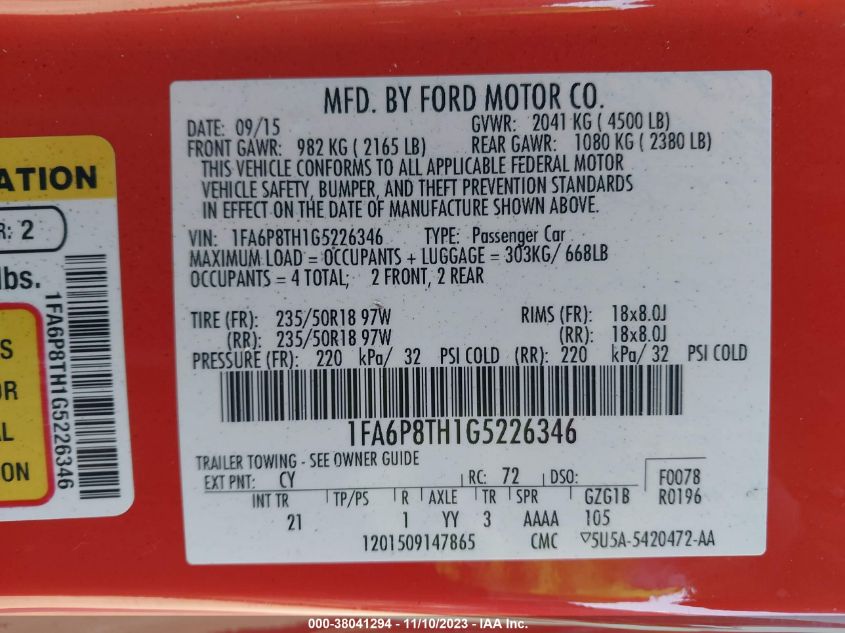 MFD. BY FORD MOTOR CO.
DATE: 09/15 GVWR: 2041 KG ( 4500 LB)
FRONT GAWR: 982 KG ( 2165 LB) REAR GAWR: 1080 KG ( 2380 LB)
THIS VEHICLE CONFORMS TO ALL APPLICABLE FEDERAL MOTOR
VEHICLE SAFETY, BUMPER, AND THEFT PREVENTION STANDARDS
IN EFFECT ON THE DATE OF MANUFACTURE SHOWN ABOVE.
VIN: 1FA6P8TH1G5226346 TYPE: Passenger Car
MAXIMUM LOAD = OCCUPANTS + LUGGAGE = 303KG/ 668LB
OCCUPANTS = 4 TOTAL; 2 FRONT, 2 REAR
TIRE (FR): 235/50R18 97W RIMS (FR): 18x8.0J
(RR): 235/50R18 97W (RR): 18x8.0J
PRESSURE (FR): 220 kPa/ 32 PSI COLD (RR): 220 kPa/ 32 PSI COLD
1FA6P8TH1G5226346
TRAILER TOWING - SEE OWNER GUIDE
EXT PNT: CY RC: 72 DSO: F0078
INT TR TP/PS R AXLE TR SPR GZG1B R0196
21 1 YY 3 AAAA 105
1201509147865 CMC ▽5U5A-5420472-AA
ATION
R: 2
lbs.
S
OR
AL
ION
1FA6P8TH1G5226346
000-38041294 — 11/10/2023 — IAA Inc.